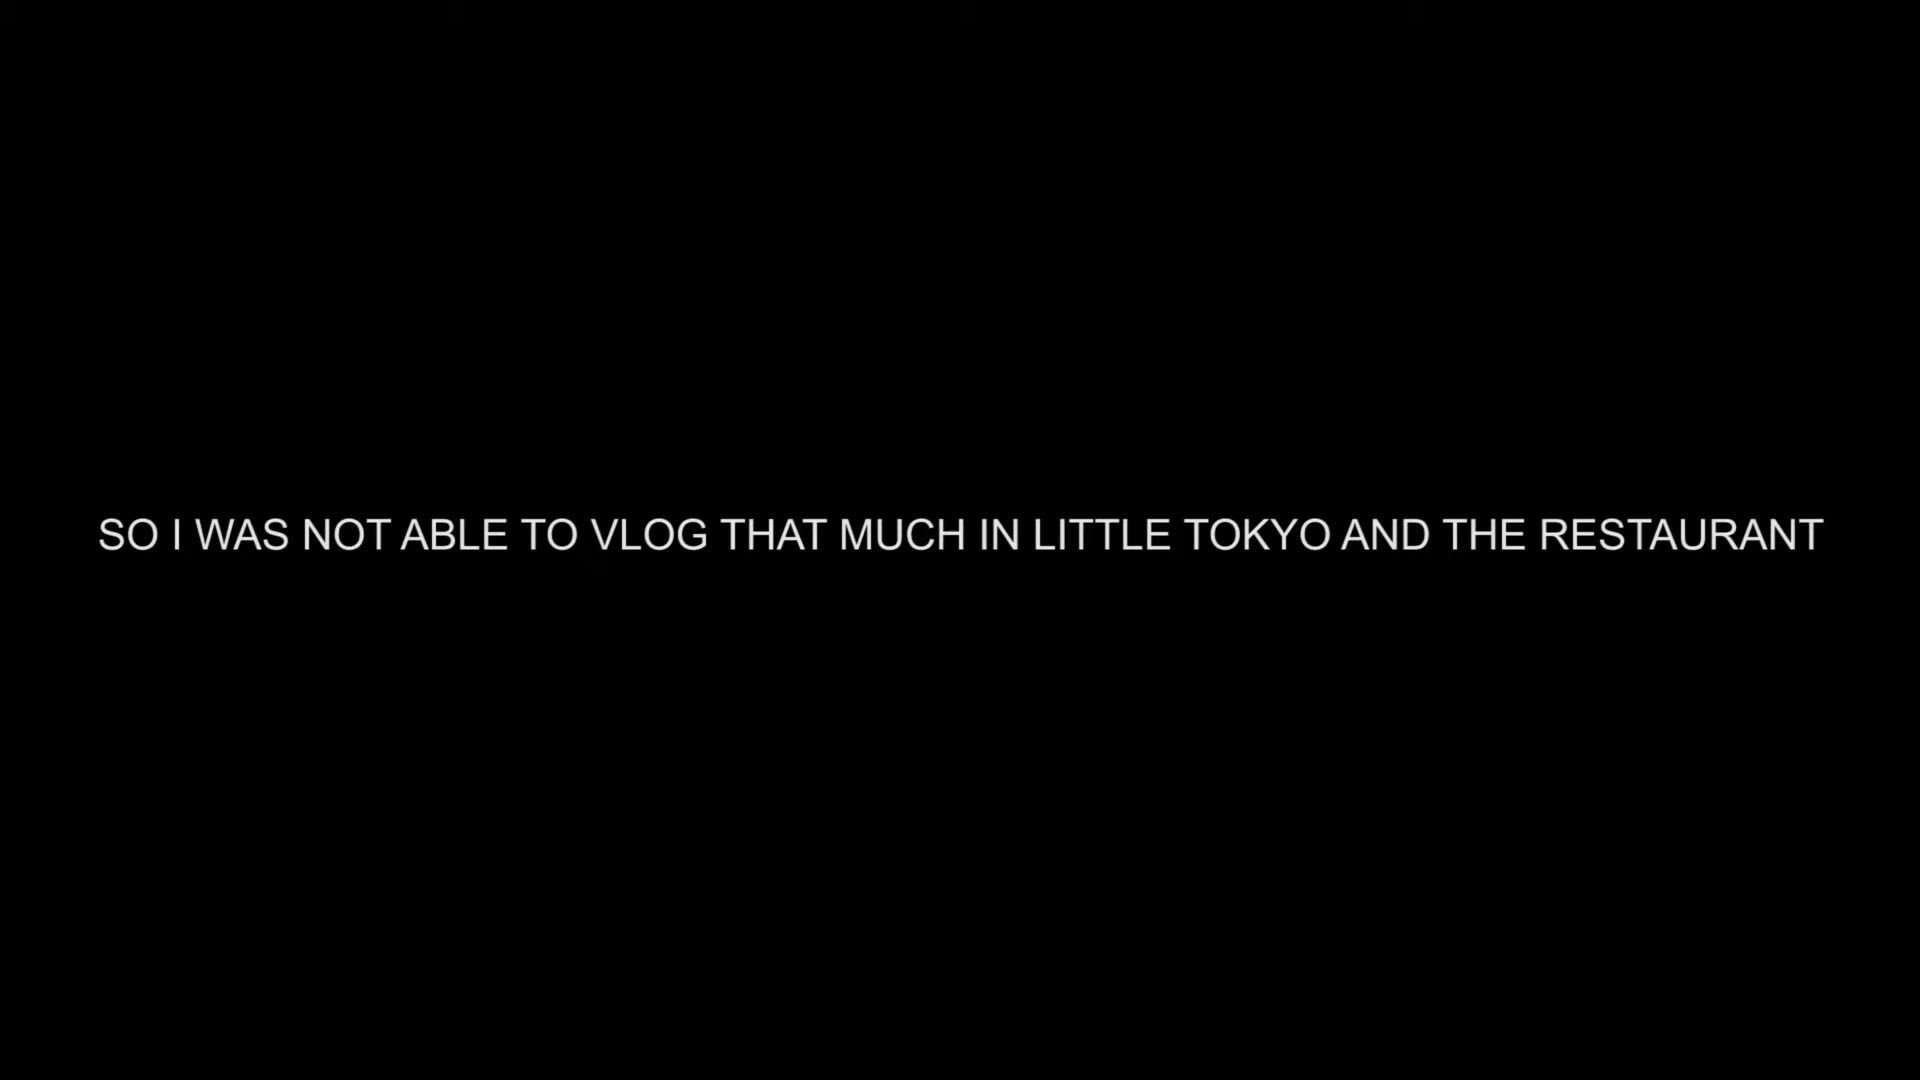 SO I WAS NOT ABLE TO VLOG THAT MUCH IN LITTLE TOKYO AND THE RESTAURANT